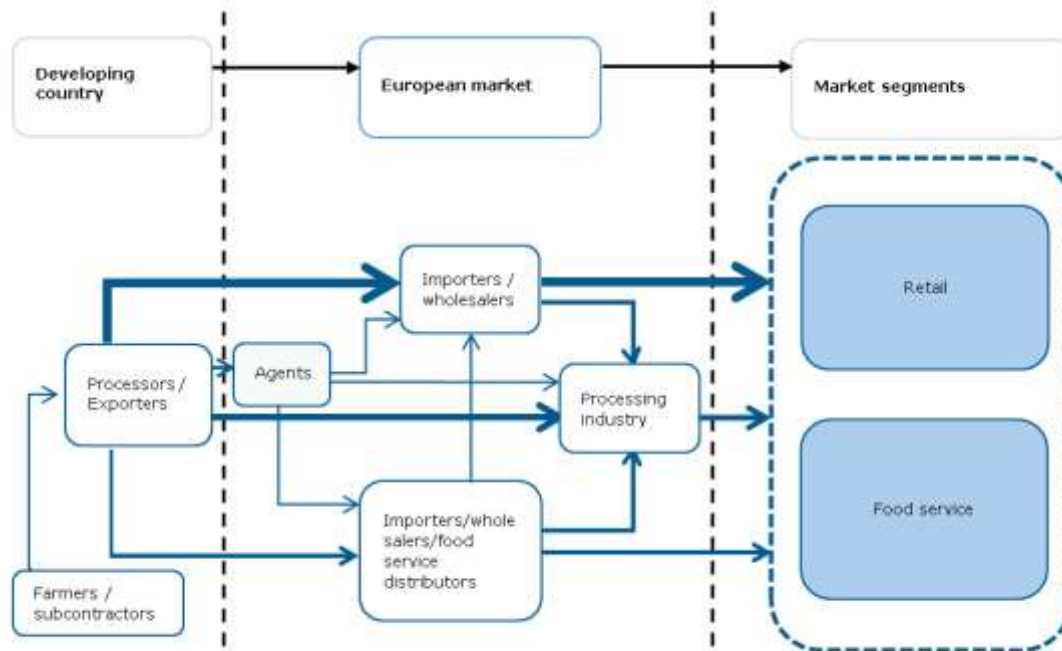 Developing
country
European market
Market segments
Importers /
wholesalers
Retail
Agents
Processors /
Exporters
Processing
industry
Importers/whole
salers/food
service
distributors
Food service
Farmers /
subcontractors